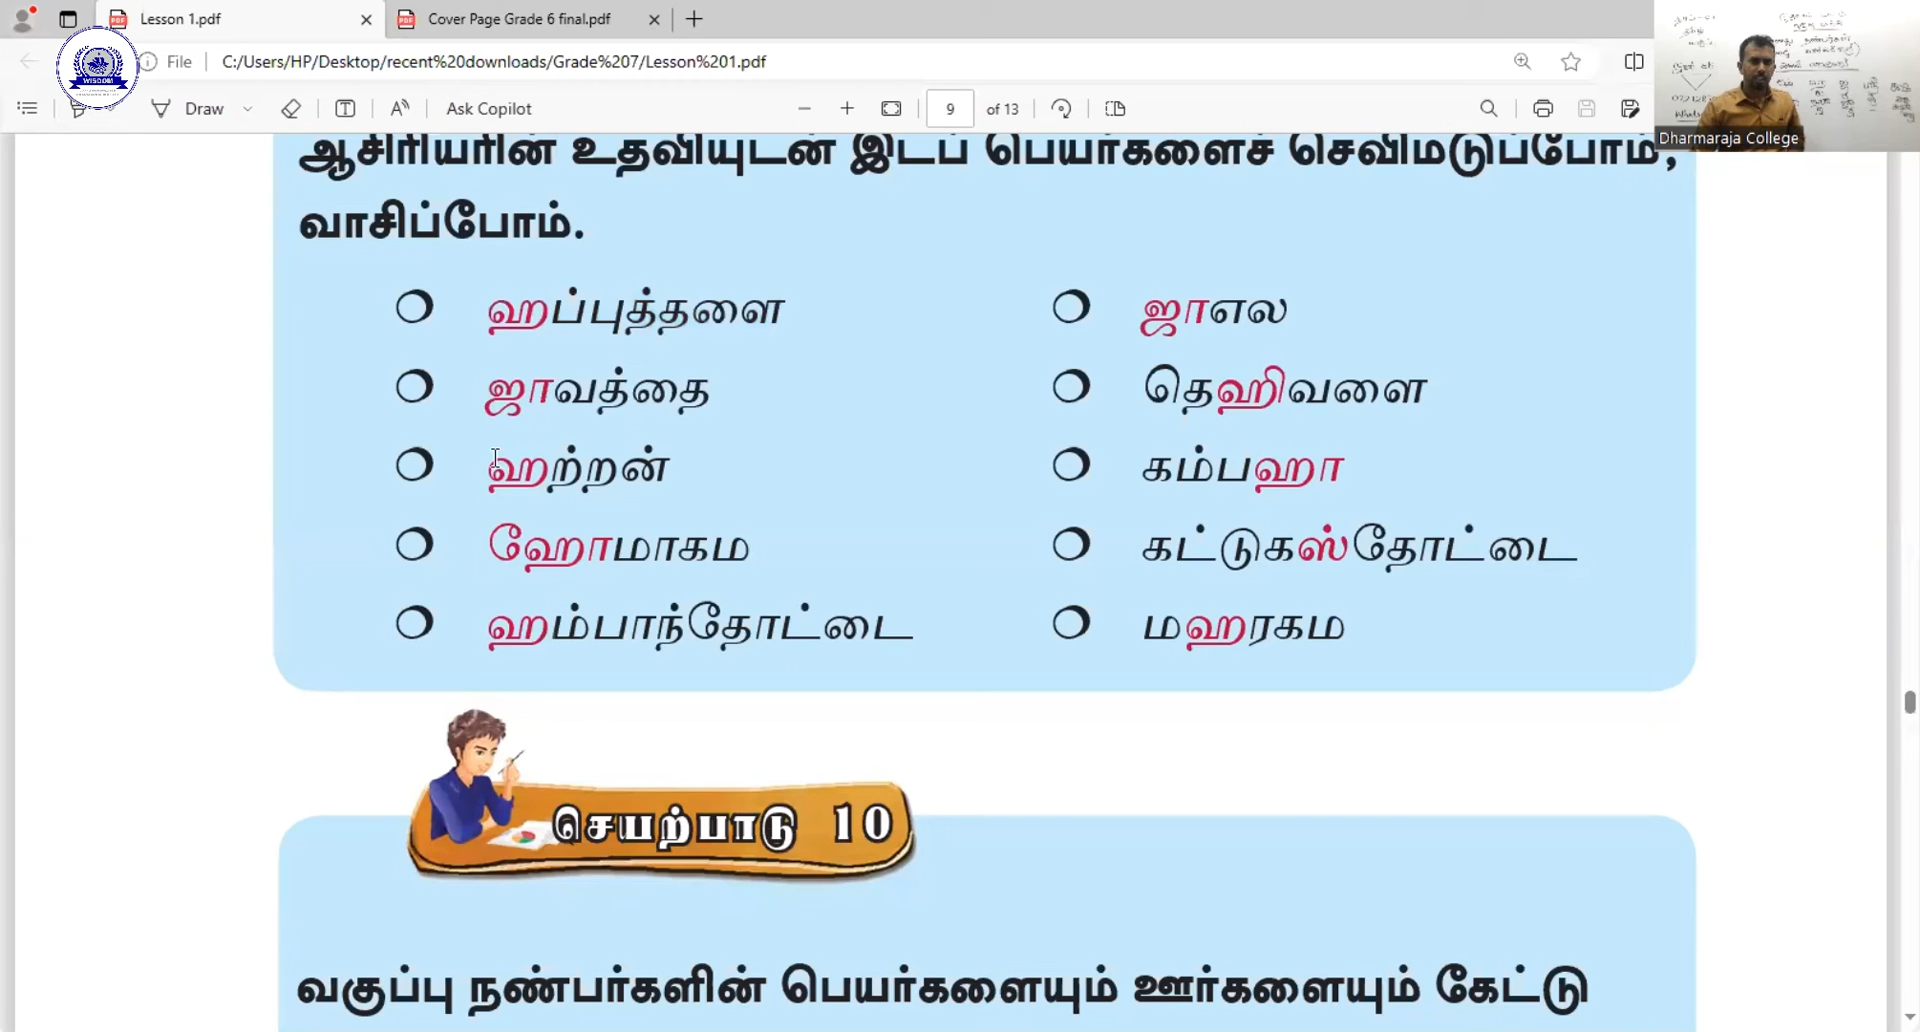 Lesson 1.pdf
Cover Page Grade 6 final.pdf
WISDOM
File
C:/Users/HP/Desktop/recent%20downloads/Grade%207/Lesson%201.pdf
Draw
Ask Copilot
9 of 13
Dharmaraja College
ஆசிரியரின் உதவியுடன் இடப் பெயர்களைச் செவிமடுப்போம்,
வாசிப்போம்.
ஹப்புத்தளை
ஜாஎல
ஜாவத்தை
தெஹிவளை
ஹற்றன்
கம்பஹா
ஹோமாகம
கட்டுகஸ்தோட்டை
ஹம்பாந்தோட்டை
மஹரகம
செயற்பாடு 10
வகுப்பு நண்பர்களின் பெயர்களையும் ஊர்களையும் கேட்டு